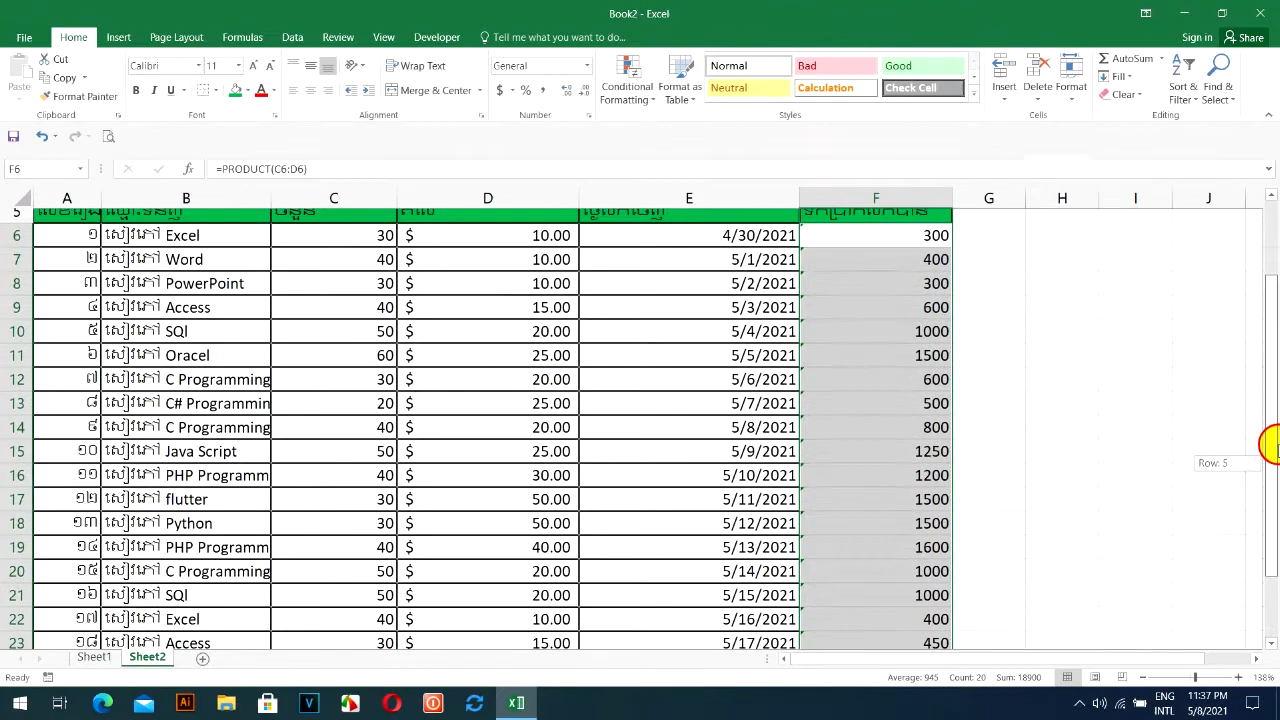 Book2 - Excel
File Home Insert Page Layout Formulas Data Review View Developer Tell me what you want to do... Sign in Share
Paste Cut Copy Format Painter Clipboard
Calibri 11 Font
Wrap Text Merge & Center Alignment
General Number
Conditional Formatting Format as Table Normal Bad Good Neutral Calculation Check Cell Styles
Insert Delete Format Cells
AutoSum Fill Clear Sort & Filter Find & Select Editing
F6 =PRODUCT(C6:D6)
A B C D E F G H I J
5
6 ១ សៀវភៅ Excel 30 $ 10.00 4/30/2021 300
7 ២ សៀវភៅ Word 40 $ 10.00 5/1/2021 400
8 ៣ សៀវភៅ PowerPoint 30 $ 10.00 5/2/2021 300
9 ៤ សៀវភៅ Access 40 $ 15.00 5/3/2021 600
10 ៥ សៀវភៅ SQl 50 $ 20.00 5/4/2021 1000
11 ៦ សៀវភៅ Oracel 60 $ 25.00 5/5/2021 1500
12 ៧ សៀវភៅ C Programming 30 $ 20.00 5/6/2021 600
13 ៨ សៀវភៅ C# Programmin 20 $ 25.00 5/7/2021 500
14 ៩ សៀវភៅ C Programming 40 $ 20.00 5/8/2021 800
15 ១០ សៀវភៅ Java Script 50 $ 25.00 5/9/2021 1250
Row: 5
16 ១១ សៀវភៅ PHP Programm 40 $ 30.00 5/10/2021 1200
17 ១២ សៀវភៅ flutter 30 $ 50.00 5/11/2021 1500
18 ១៣ សៀវភៅ Python 30 $ 50.00 5/12/2021 1500
19 ១៤ សៀវភៅ PHP Programm 40 $ 40.00 5/13/2021 1600
20 ១៥ សៀវភៅ C Programming 50 $ 20.00 5/14/2021 1000
21 ១៦ សៀវភៅ SQl 50 $ 20.00 5/15/2021 1000
22 ១៧ សៀវភៅ Excel 40 $ 10.00 5/16/2021 400
23 ១៨ សៀវភៅ Access 30 $ 15.00 5/17/2021 450
Sheet1 Sheet2
Ready Average: 945 Count: 20 Sum: 18900 138%
ENG INTL 11:37 PM 5/8/2021